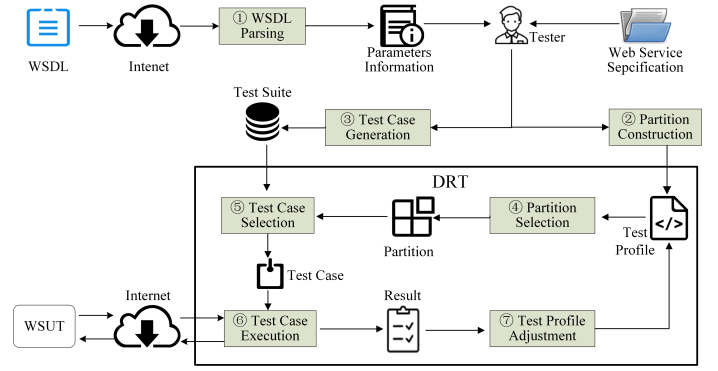 ① WSDL
Parsing
WSDL
Intenet
Parameters
Information
Tester
Web Service
Sepcification
Test Suite
③ Test Case
Generation
② Partition
Construction
DRT
⑤ Test Case
Selection
Partition
④ Partition
Selection
Test
Profile
</>
Test Case
Internet
Result
WSUT
⑥ Test Case
Execution
⑦ Test Profile
Adjustment